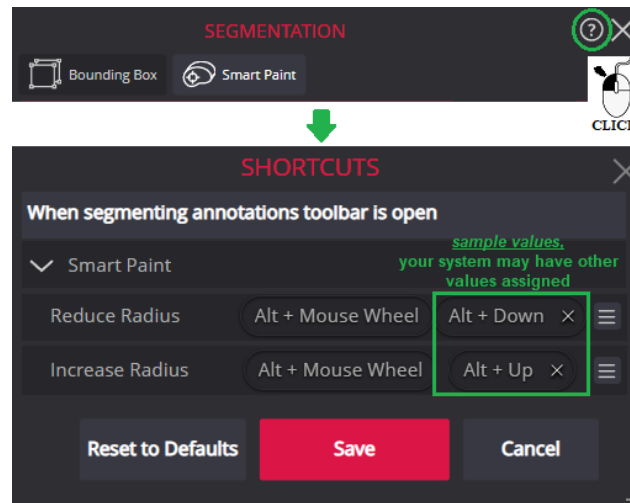 SEGMENTATION
Bounding Box
Smart Paint
CLICK
SHORTCUTS
When segmenting annotations toolbar is open
sample values,
your system may have other
values assigned
Smart Paint
Reduce Radius Alt + Mouse Wheel Alt + Down ×
Increase Radius Alt + Mouse Wheel Alt + Up ×
Reset to Defaults Save Cancel